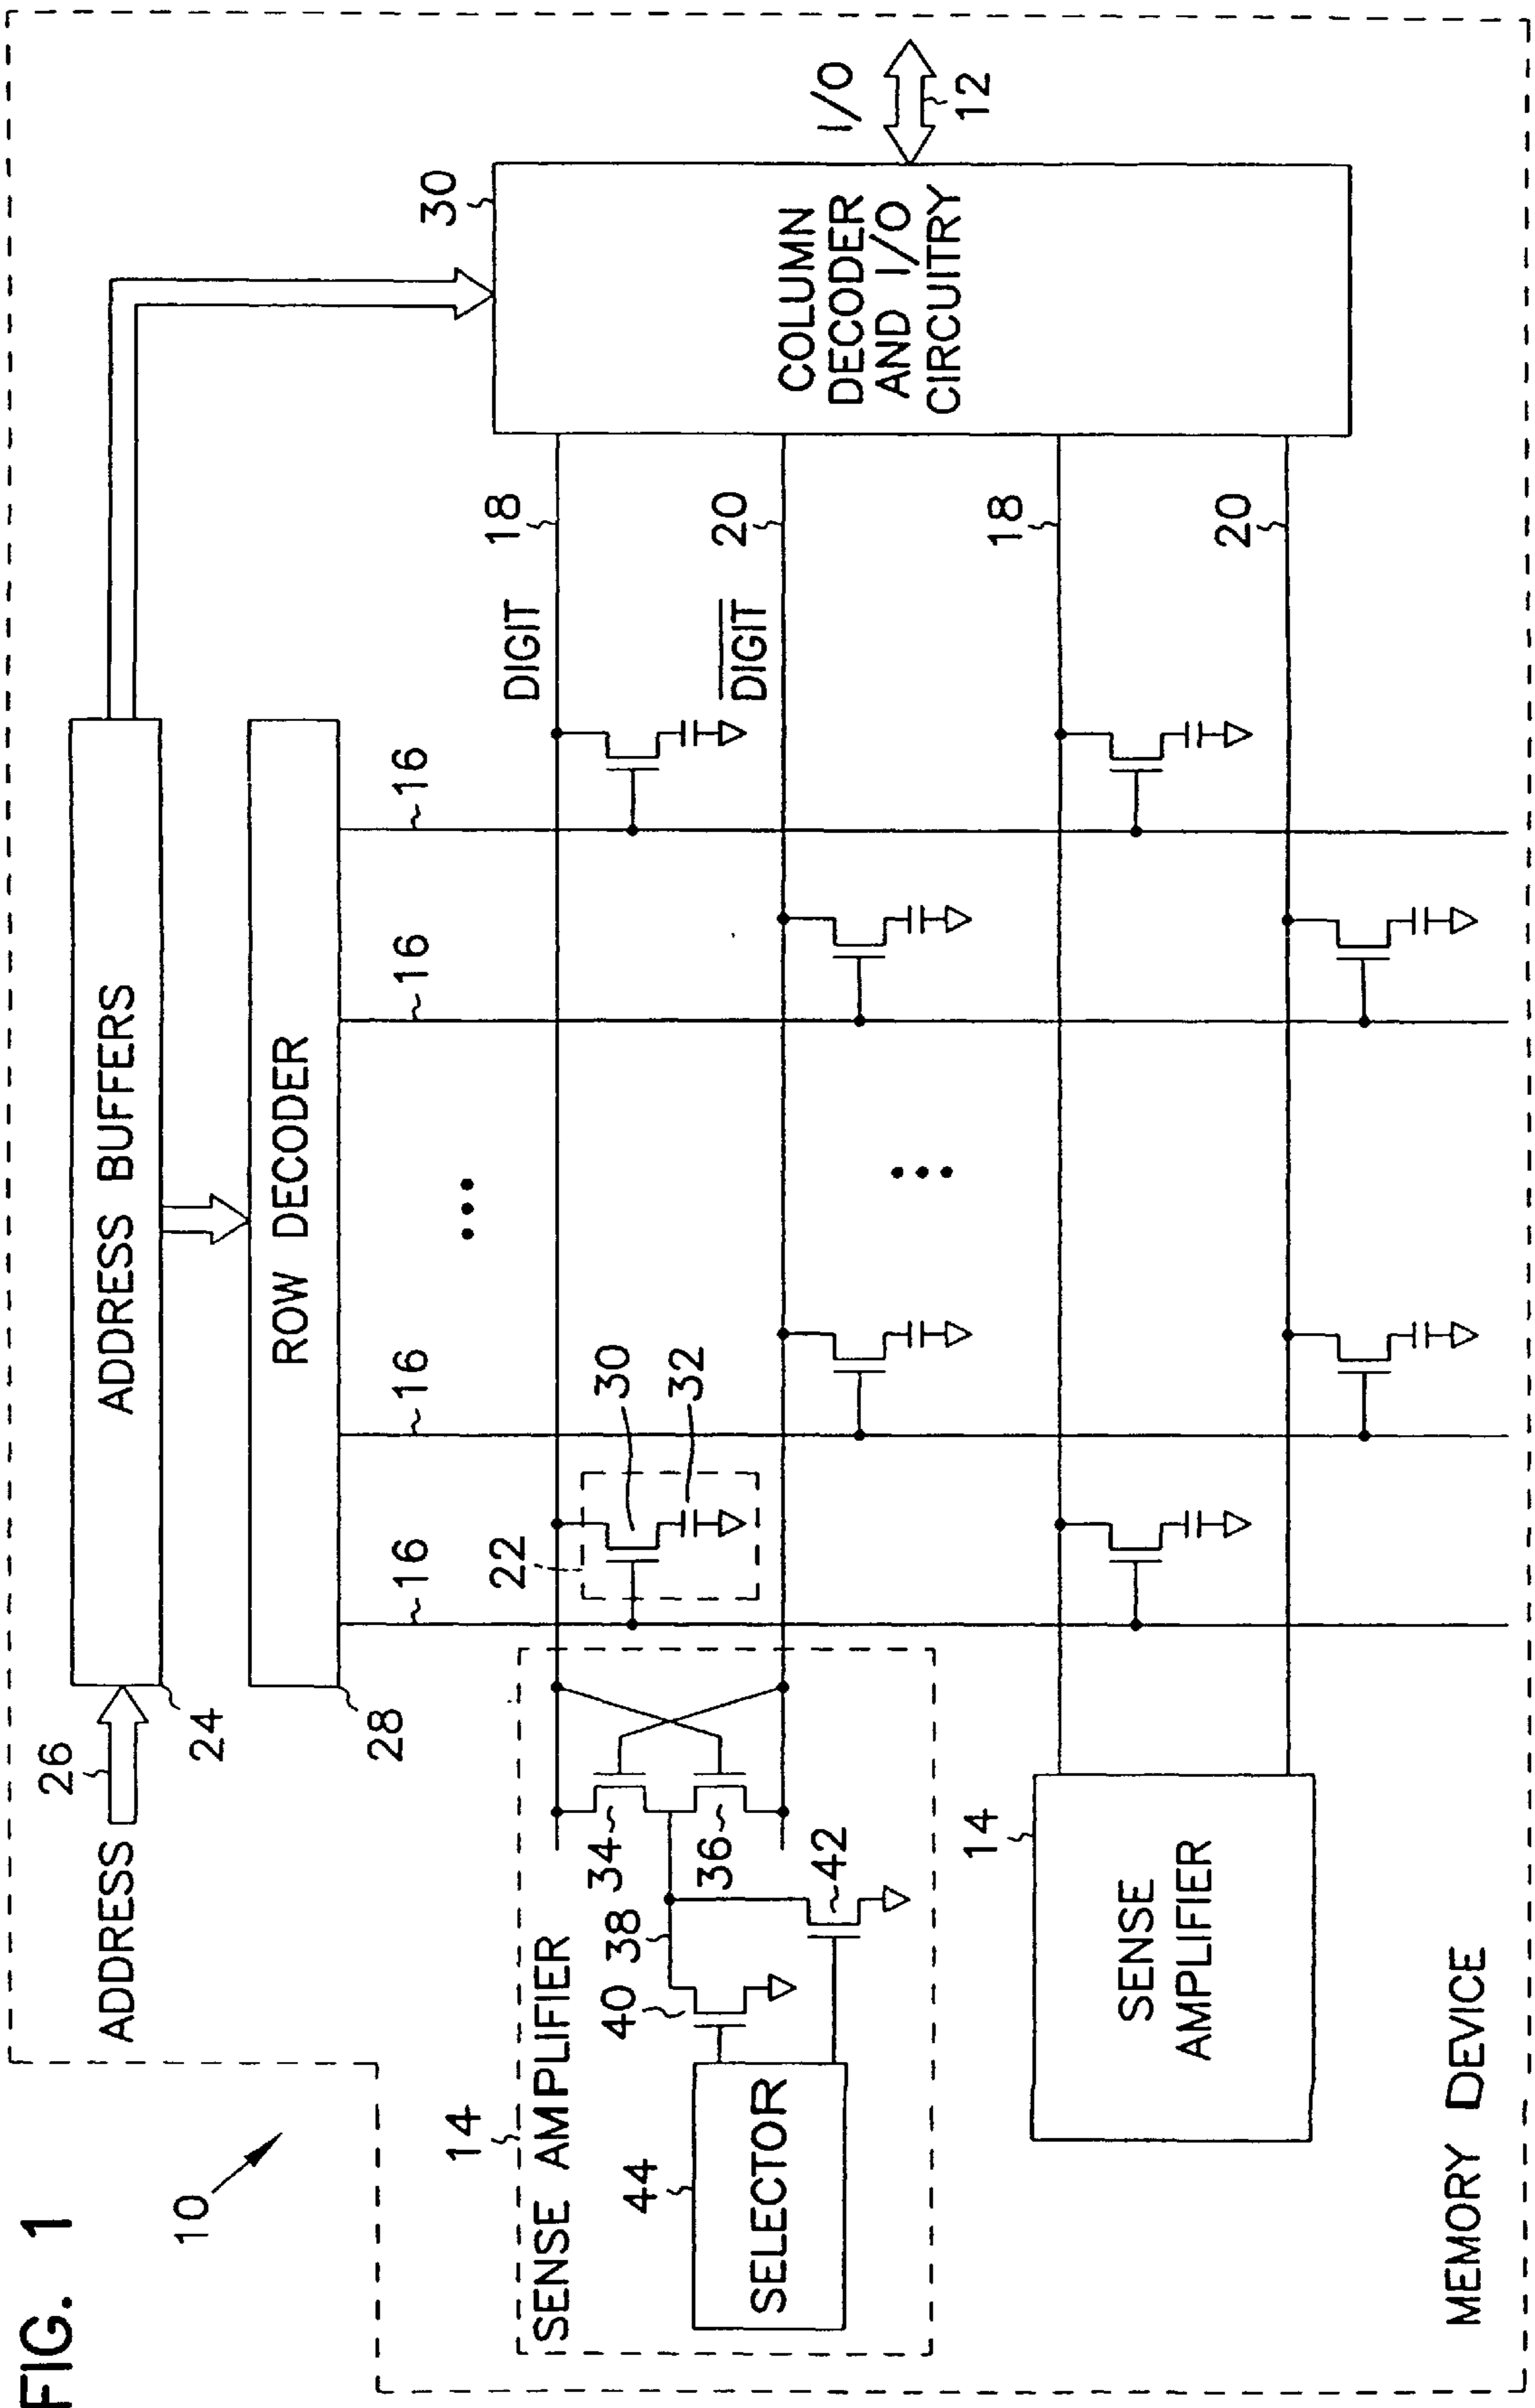 FIG. 1
10
ADDRESS
26
ADDRESS BUFFERS
24
ROW DECODER
28
16
16
16
16
I/O
12
30
COLUMN
DECODER
AND I/O
CIRCUITRY
DIGIT
18
DIGIT
20
18
20
22
30
32
14
SENSE AMPLIFIER
34
36
38
40
42
44
SELECTOR
14
SENSE
AMPLIFIER
MEMORY DEVICE